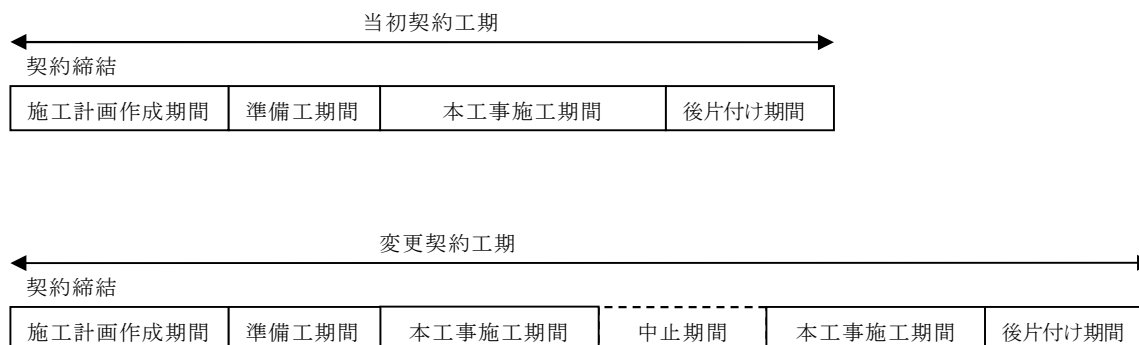 当初契約工期
契約締結
施工計画作成期間 準備工期間 本工事施工期間 後片付け期間
変更契約工期
契約締結
施工計画作成期間 準備工期間 本工事施工期間 中止期間 本工事施工期間 後片付け期間